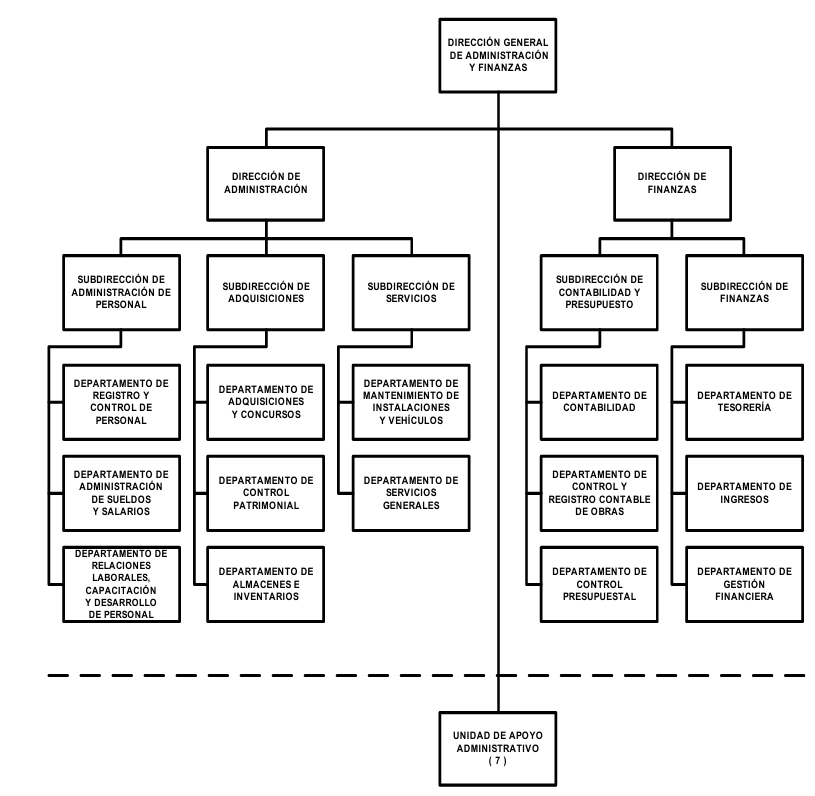 DIRECCIÓN GENERAL
DE ADMINISTRACIÓN
Y FINANZAS
DIRECCIÓN DE
ADMINISTRACIÓN
DIRECCIÓN DE
FINANZAS
SUBDIRECCIÓN DE
ADMINISTRACIÓN DE
PERSONAL
SUBDIRECCIÓN DE
ADQUISICIONES
SUBDIRECCIÓN DE
SERVICIOS
SUBDIRECCIÓN DE
CONTABILIDAD Y
PRESUPUESTO
SUBDIRECCIÓN DE
FINANZAS
DEPARTAMENTO DE
REGISTRO Y
CONTROL DE
PERSONAL
DEPARTAMENTO DE
ADQUISICIONES
Y CONCURSOS
DEPARTAMENTO DE
MANTENIMIENTO DE
INSTALACIONES
Y VEHÍCULOS
DEPARTAMENTO DE
CONTABILIDAD
DEPARTAMENTO DE
TESORERÍA
DEPARTAMENTO DE
ADMINISTRACIÓN
DE SUELDOS
Y SALARIOS
DEPARTAMENTO DE
CONTROL
PATRIMONIAL
DEPARTAMENTO DE
SERVICIOS
GENERALES
DEPARTAMENTO DE
CONTROL Y
REGISTRO CONTABLE
DE OBRAS
DEPARTAMENTO DE
INGRESOS
DEPARTAMENTO DE
RELACIONES
LABORALES,
CAPACITACIÓN
Y DESARROLLO
DE PERSONAL
DEPARTAMENTO DE
ALMACENES E
INVENTARIOS
DEPARTAMENTO DE
CONTROL
PRESUPUESTAL
DEPARTAMENTO DE
GESTIÓN
FINANCIERA
UNIDAD DE APOYO
ADMINISTRATIVO
( 7 )